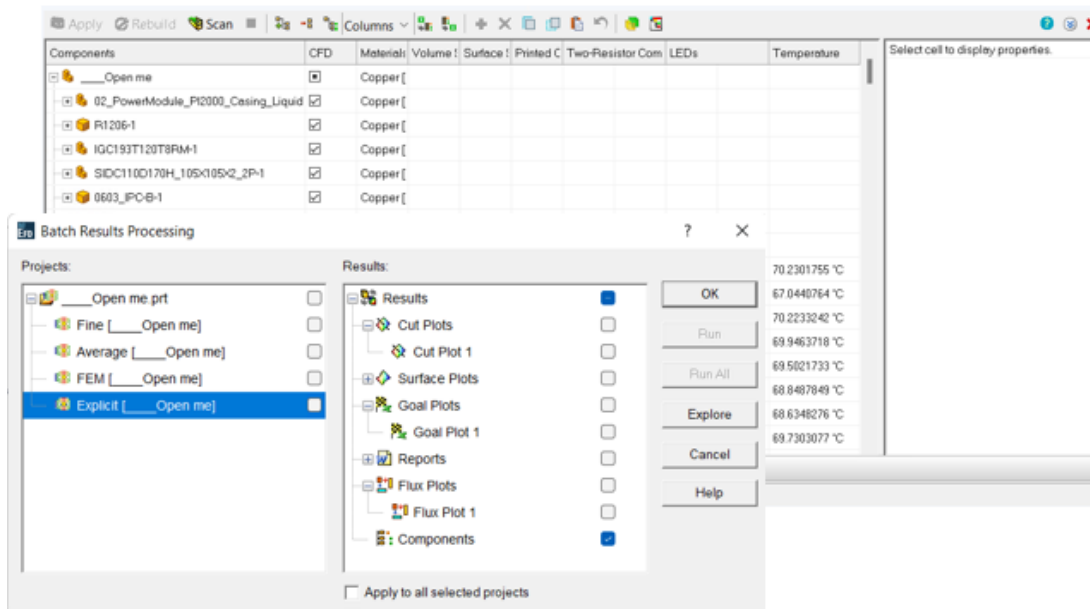 Apply Rebuild Scan Columns
Components CFD Materials Volume Surface Printed C Two-Resistor Com LEDs Temperature
Select cell to display properties.
____Open me Copper [
02_PowerModule_PI2000_Casing_Liquid Copper [
R1206-1 Copper [
IGC193T120T8RM-1 Copper [
SIDC110D170H_105X105X2_2P-1 Copper [
0603_IPC-B-1 Copper [
Batch Results Processing ? ×
Projects: Results:
____Open me.prt
Fine [____Open me]
Average [____Open me]
FEM [____Open me]
Explicit [____Open me]
Results
Cut Plots
Cut Plot 1
Surface Plots
Goal Plots
Goal Plot 1
Reports
Flux Plots
Flux Plot 1
Components
Apply to all selected projects
OK
Run
Run All
Explore
Cancel
Help
70.2301755 °C
67.0440764 °C
70.2233242 °C
69.9463718 °C
69.5021733 °C
68.8487849 °C
68.6348276 °C
69.7303077 °C